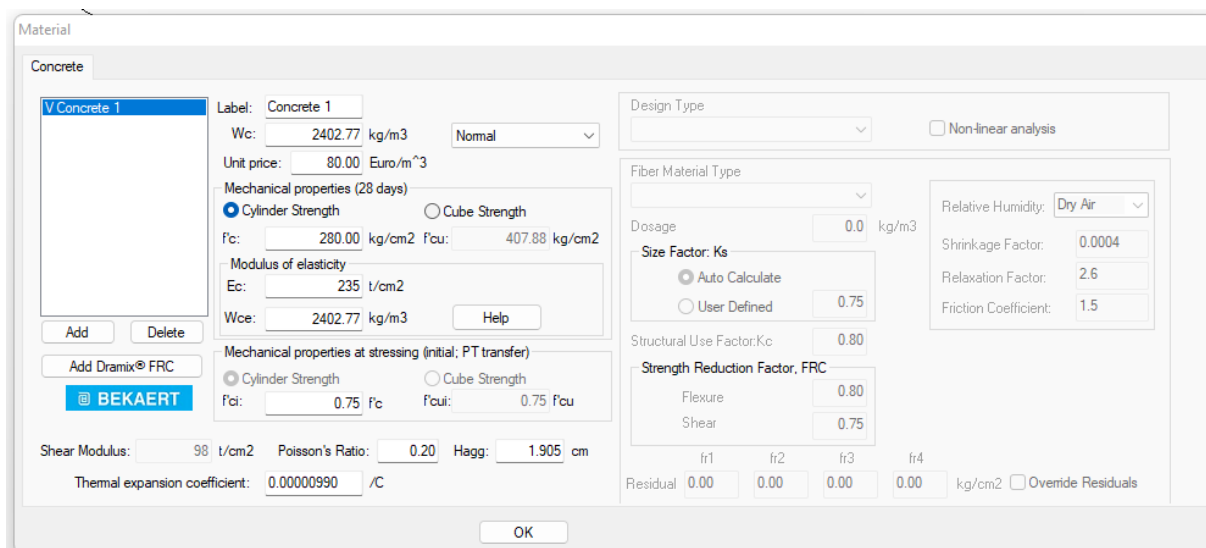 Material
Concrete
V Concrete 1
Label: Concrete 1
Wc: 2402.77 kg/m3 Normal
Unit price: 80.00 Euro/m^3
Mechanical properties (28 days)
Cylinder Strength Cube Strength
f'c: 280.00 kg/cm2 f'cu: 407.88 kg/cm2
Modulus of elasticity
Ec: 235 t/cm2
Wce: 2402.77 kg/m3 Help
Add Delete
Add Dramix® FRC
BEKAERT
Mechanical properties at stressing (initial; PT transfer)
Cylinder Strength Cube Strength
f'ci: 0.75 f'c f'cui: 0.75 f'cu
Shear Modulus: 98 t/cm2 Poisson's Ratio: 0.20 Hagg: 1.905 cm
Thermal expansion coefficient: 0.00000990 /C
Design Type
Non-linear analysis
Fiber Material Type
Dosage 0.0 kg/m3
Size Factor: Ks
Auto Calculate
User Defined 0.75
Structural Use Factor:Kc 0.80
Strength Reduction Factor, FRC
Flexure 0.80
Shear 0.75
fr1 fr2 fr3 fr4
Residual 0.00 0.00 0.00 0.00 kg/cm2 Override Residuals
Relative Humidity: Dry Air
Shrinkage Factor: 0.0004
Relaxation Factor: 2.6
Friction Coefficient: 1.5
OK